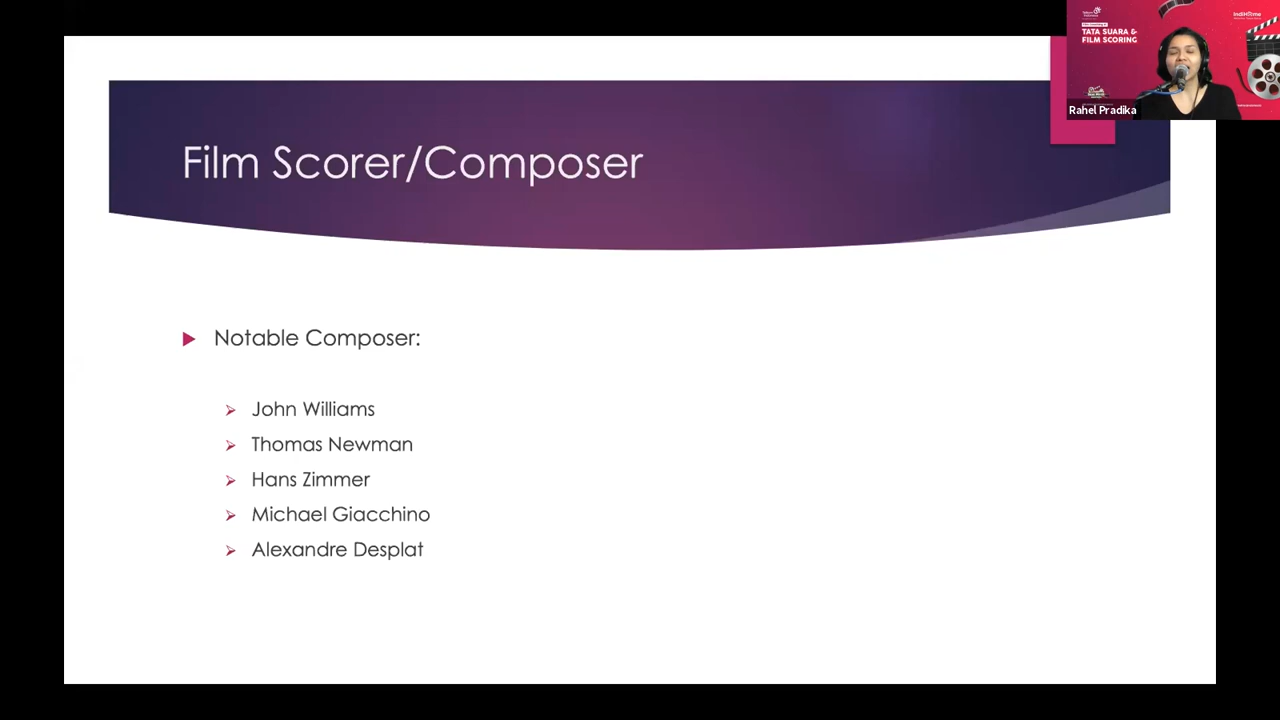 Film Scorer/Composer
Notable Composer:
John Williams
Thomas Newman
Hans Zimmer
Michael Giacchino
Alexandre Desplat
IndiHome
TATA SUARA &
FILM SCORING
Rahel Pradika